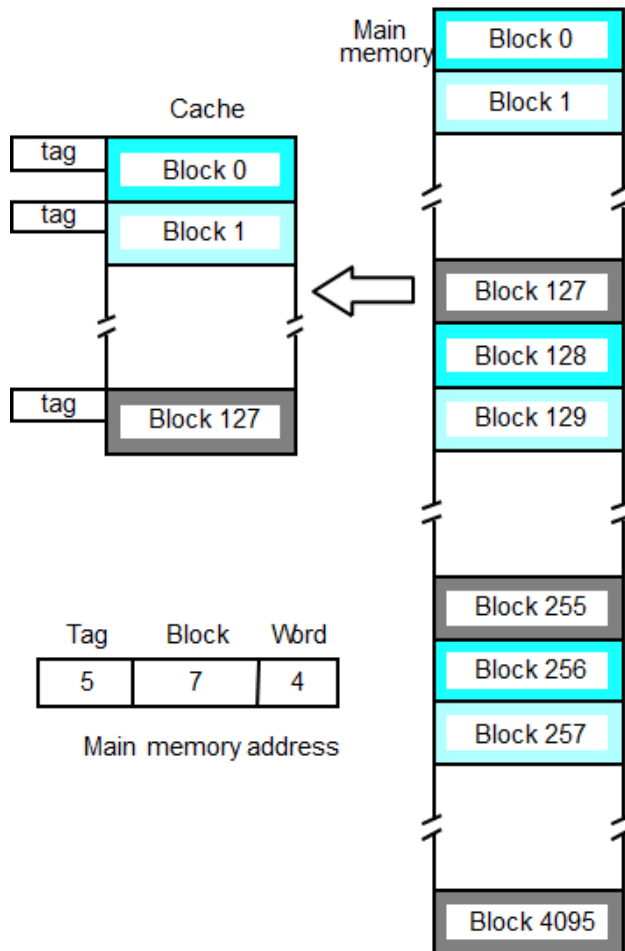 Main
memory
Block 0
Block 1
Cache
tag
Block 0
tag
Block 1
tag
Block 127
Block 127
Block 128
Block 129
Block 255
Block 256
Block 257
Block 4095
Tag Block Word
5 7 4
Main memory address